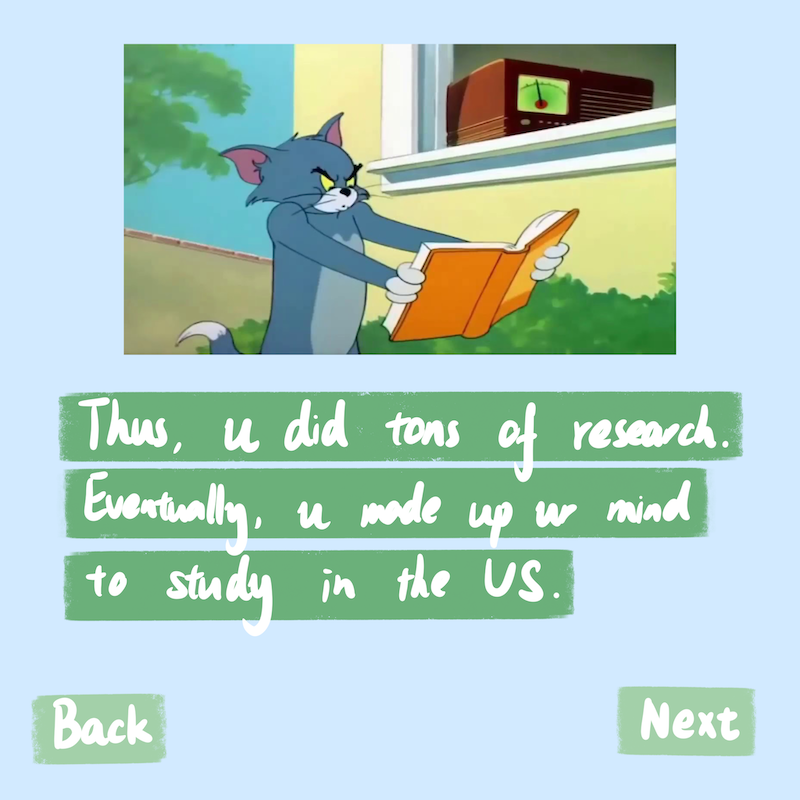 Thus, u did tons of research.
Eventually, u made up ur mind
to study in the US.
Back
Next